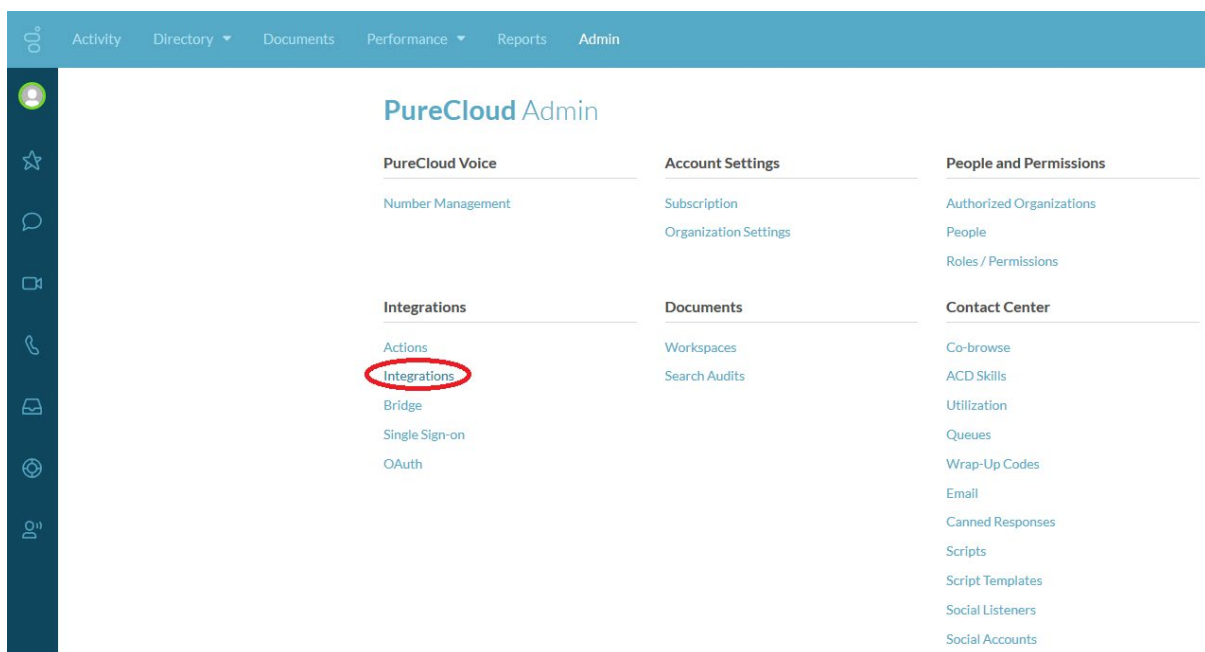 Activity Directory Documents Performance Reports Admin
PureCloud Admin
PureCloud Voice
Number Management
Account Settings
Subscription
Organization Settings
People and Permissions
Authorized Organizations
People
Roles / Permissions
Integrations
Actions
Integrations
Bridge
Single Sign-on
OAuth
Documents
Workspaces
Search Audits
Contact Center
Co-browse
ACD Skills
Utilization
Queues
Wrap-Up Codes
Email
Canned Responses
Scripts
Script Templates
Social Listeners
Social Accounts